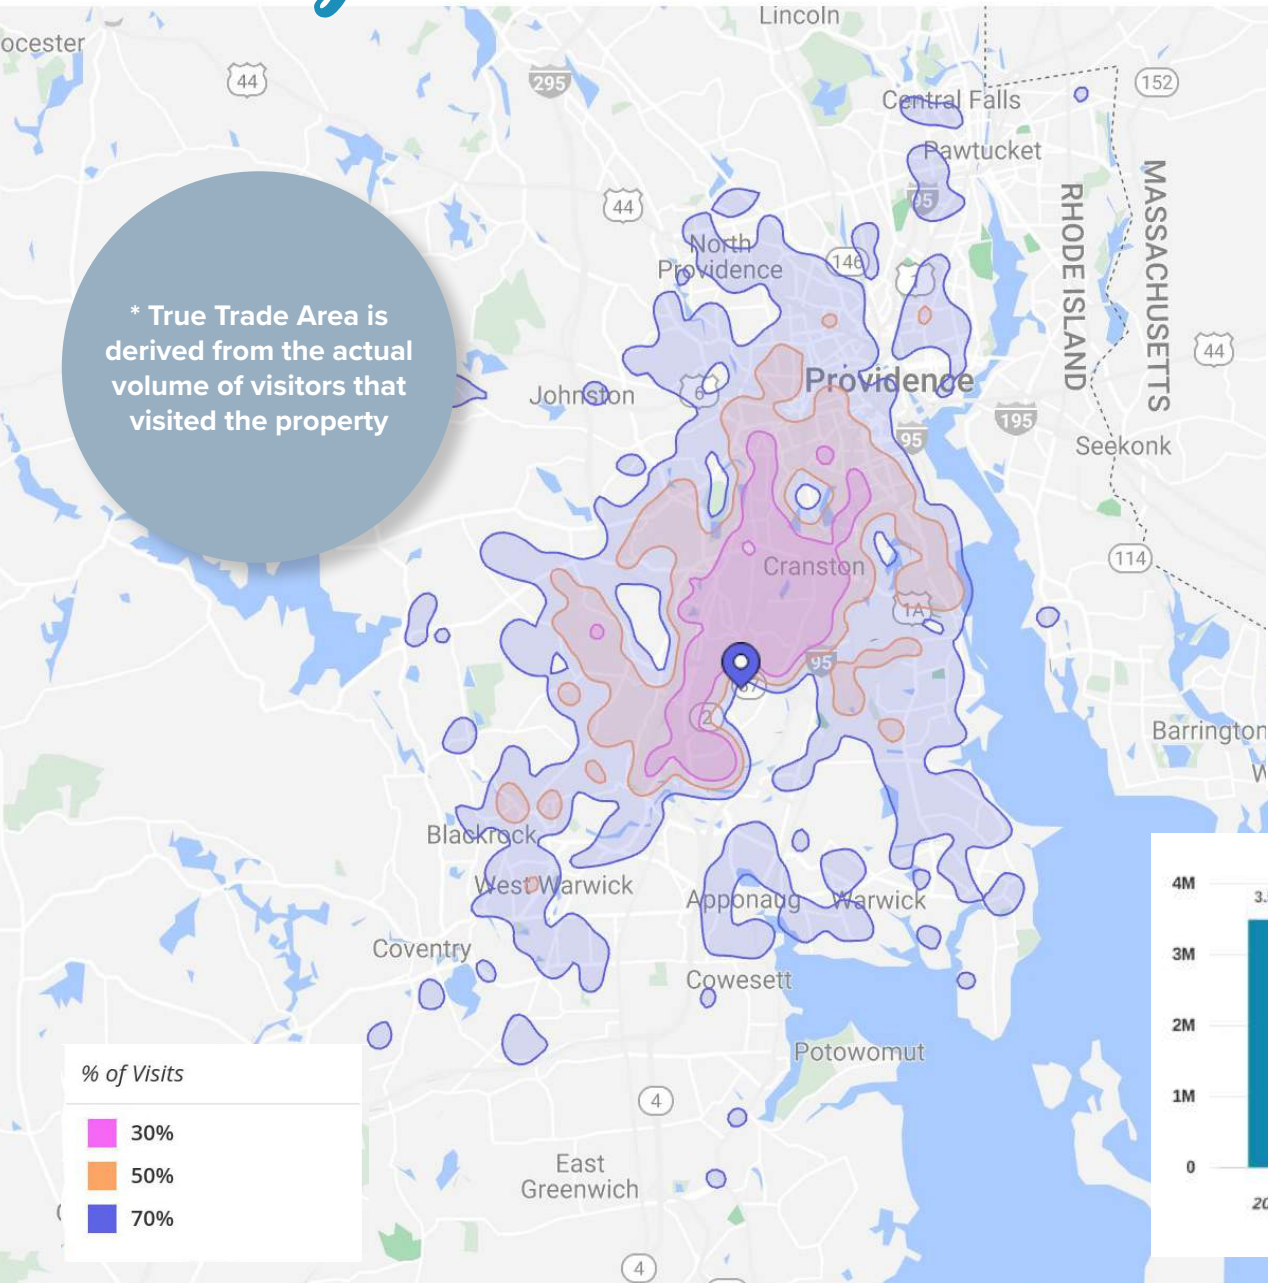 Lincoln
ocester
44
295
152
Central Falls
Pawtucket
MASSACHUSETTS
RHODE ISLAND
95
44
North
Providence
146
* True Trade Area is
derived from the actual
volume of visitors that
visited the property
44
Providence
6
Johnston
195
95
Seekonk
114
Cranston
1A
95
2
Barrington
Blackrock
West Warwick
Apponaug
Warwick
4M
3.
Coventry
3M
Cowesett
2M
Potowomut
% of Visits
1M
4
30%
0
East
Greenwich
50%
20
70%
4